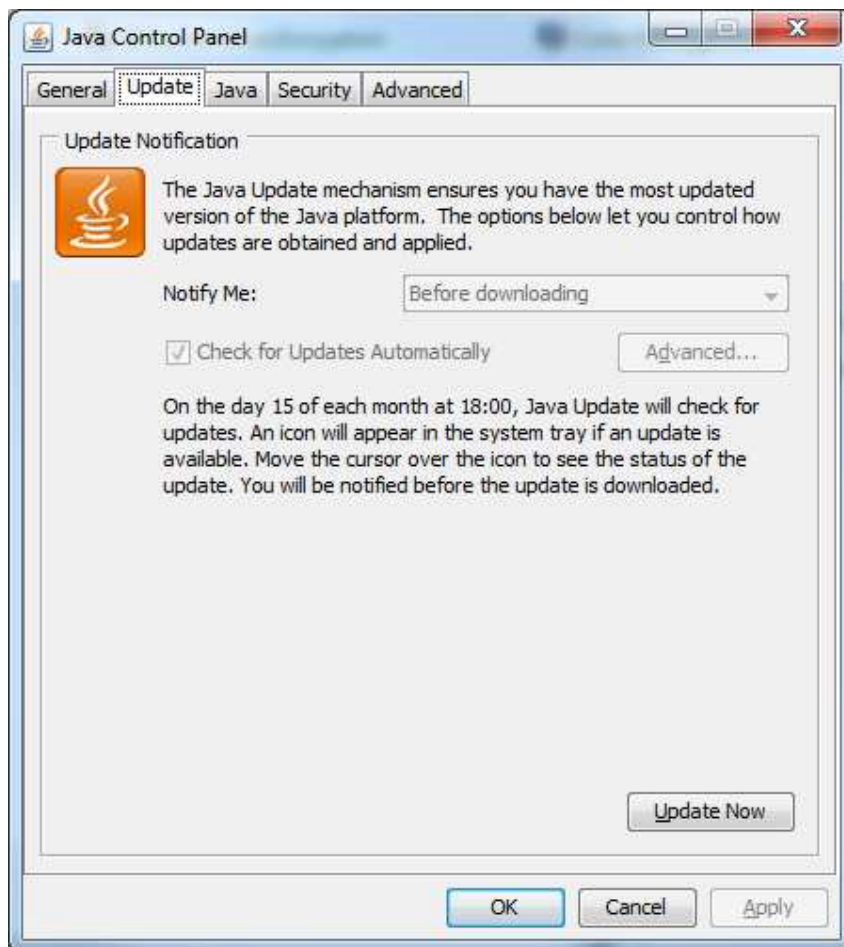 Java Control Panel
General Update Java Security Advanced
Update Notification
The Java Update mechanism ensures you have the most updated
version of the Java platform. The options below let you control how
updates are obtained and applied.
Notify Me: Before downloading
Check for Updates Automatically Advanced...
On the day 15 of each month at 18:00, Java Update will check for
updates. An icon will appear in the system tray if an update is
available. Move the cursor over the icon to see the status of the
update. You will be notified before the update is downloaded.
Update Now
OK Cancel Apply